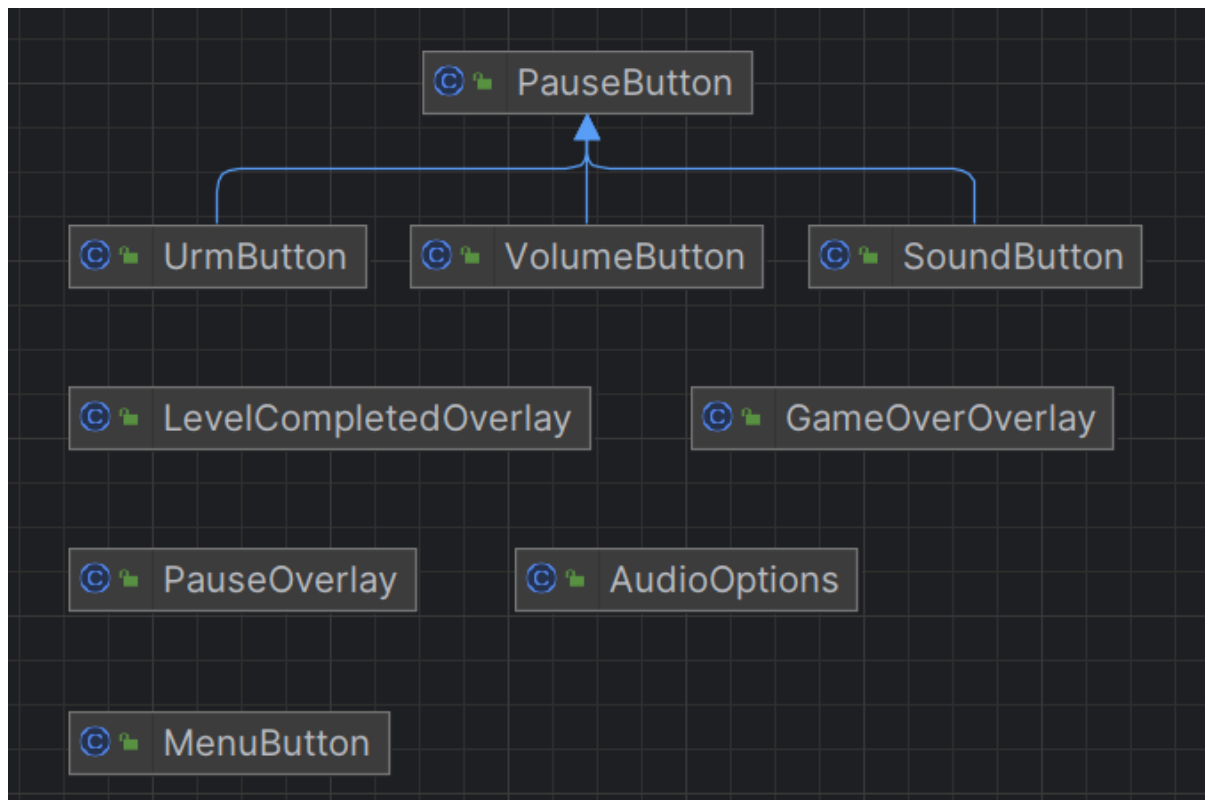 PauseButton
UrmButton VolumeButton SoundButton
LevelCompletedOverlay GameOverOverlay
PauseOverlay AudioOptions
MenuButton